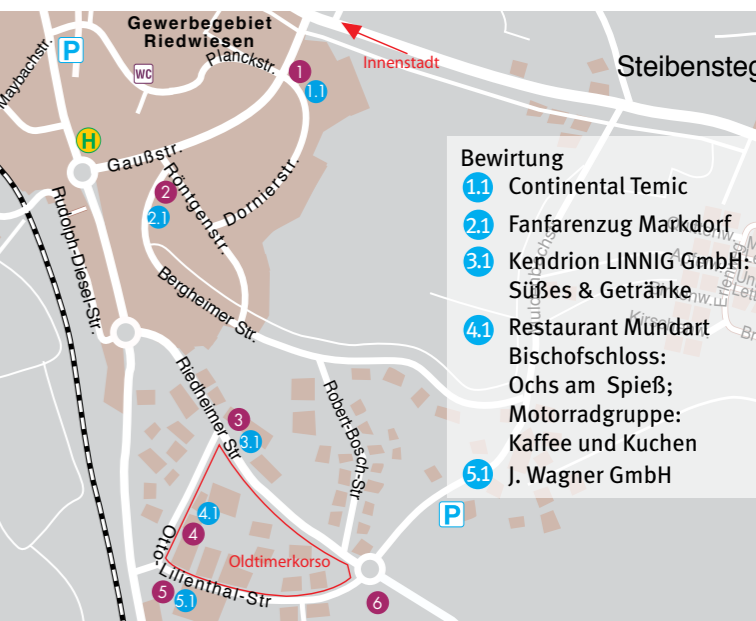 Gewerbegebiet
Riedwiesen
Maybachstr.
P
WC
Planckstr.
1
1.1
Innenstadt
Steibensteg
H
Gaußstr.
Röntgenstr.
2
2.1
Dornierstr.
Rudolph-Diesel-Str.
Bergheimer Str.
Riedheimer Str
Robert-Bosch-Str
3
3.1
4.1
4
Otto-Lilienthal-Str
Oldtimerkorso
5
5.1
6
P
Bewirtung
1.1 Continental Temic
2.1 Fanfarenzug Markdorf
3.1 Kendrion LINNIG GmbH:
Süßes & Getränke
4.1 Restaurant Mundart
Bischofschloss:
Ochs am Spieß;
Motorradgruppe:
Kaffee und Kuchen
5.1 J. Wagner GmbH